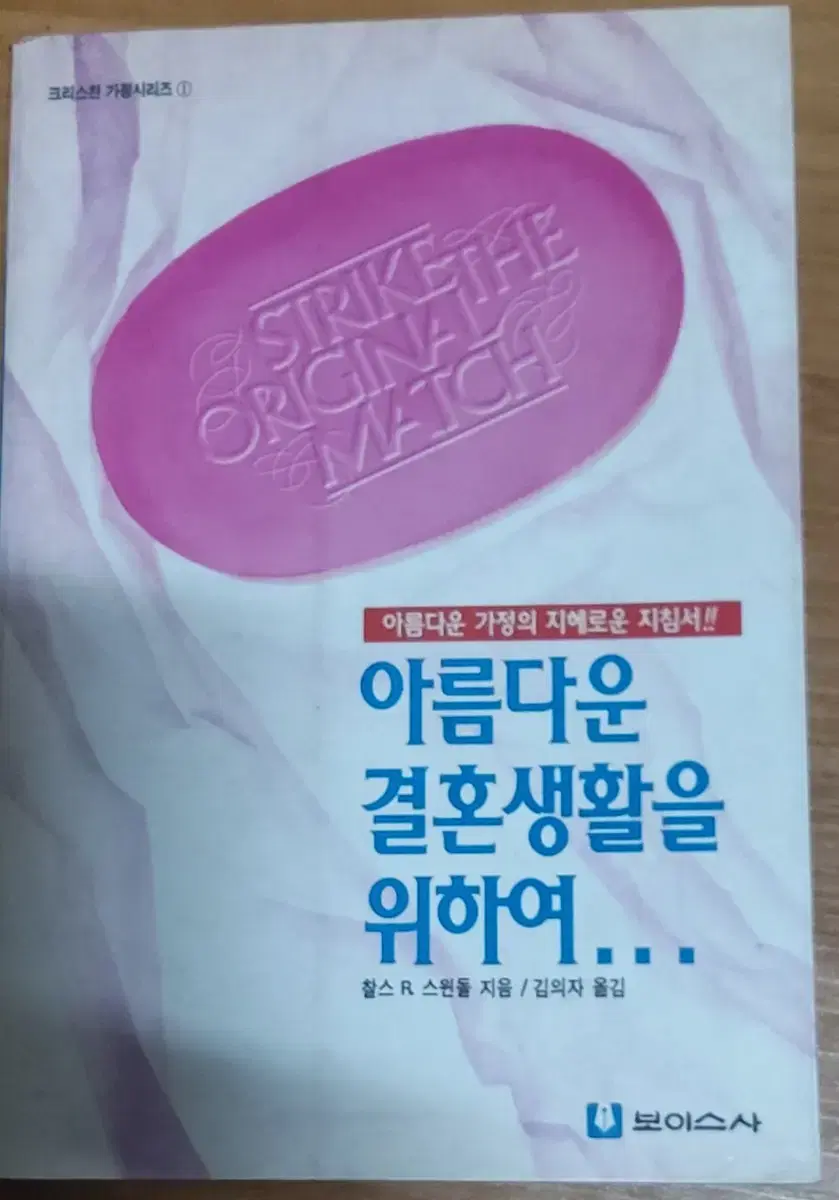 크리스천 가정시리즈 ①
STRIKE THE
ORIGINAL
MATCH
아름다운 가정의 지혜로운 지침서!!
아름다운
결혼생활을
위하여...
찰스 R. 스윈돌 지음 / 김의자 옮김
보이스사